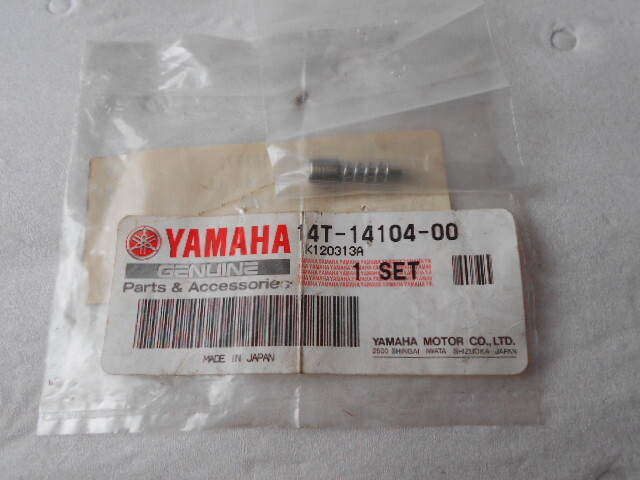 YAMAHA
GENUINE
Parts & Accessories
14T-14104-00
K120313A
1 SET
MADE IN JAPAN
YAMAHA MOTOR CO., LTD.
2500 SHINGAI IWATA SHIZUOKA JAPAN